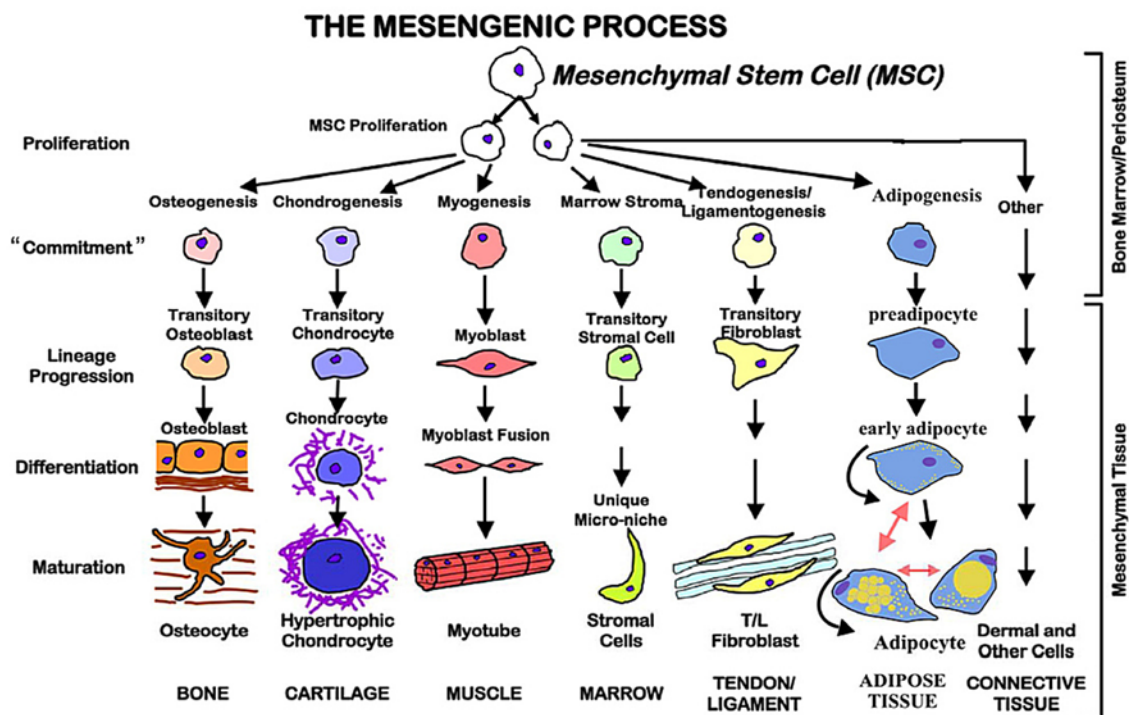 THE MESENGENIC PROCESS
Mesenchymal Stem Cell (MSC)
MSC Proliferation
Proliferation
Osteogenesis
Chondrogenesis
Myogenesis
Marrow Stroma
Tendogenesis/
Ligamentogenesis
Adipogenesis
Other
"Commitment"
Transitory
Osteoblast
Transitory
Chondrocyte
Myoblast
Transitory
Stromal Cell
Transitory
Fibroblast
preadipocyte
Lineage
Progression
Osteoblast
Chondrocyte
Myoblast Fusion
early adipocyte
Differentiation
Unique
Micro-niche
Maturation
Osteocyte
Hypertrophic
Chondrocyte
Myotube
Stromal
Cells
T/L
Fibroblast
Adipocyte
Dermal and
Other Cells
BONE
CARTILAGE
MUSCLE
MARROW
TENDON/
LIGAMENT
ADIPOSE
TISSUE
CONNECTIVE
TISSUE
Bone Marrow/Periosteum
Mesenchymal Tissue